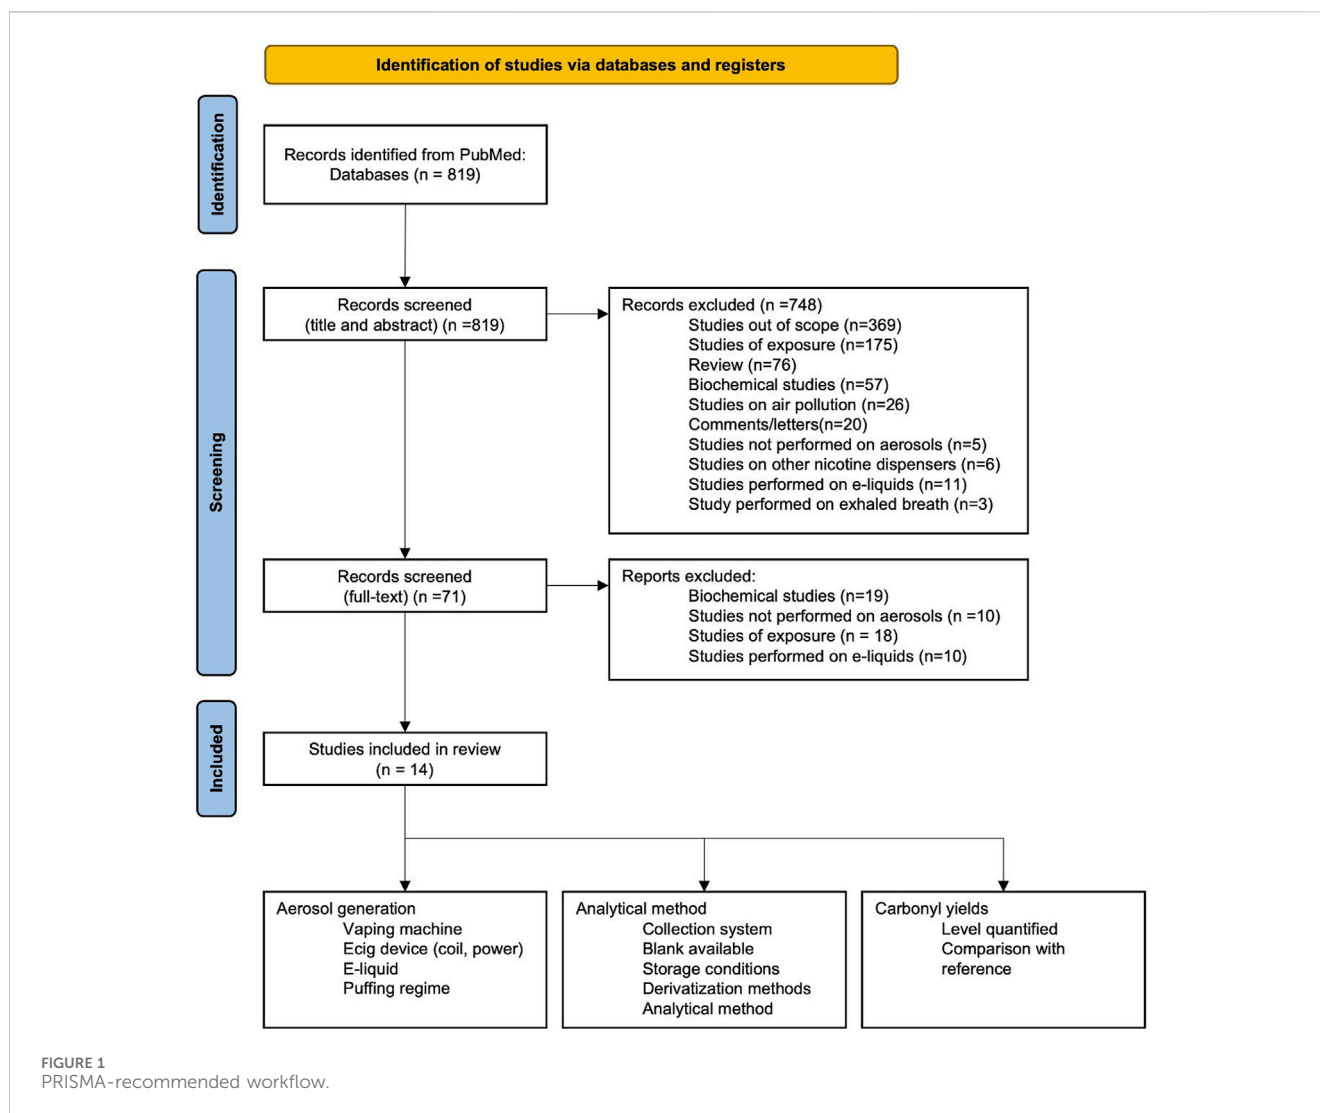 Identification of studies via databases and registers
Identification
Records identified from PubMed:
Databases (n = 819)
Screening
Records screened
(title and abstract) (n =819)
Records excluded (n =748)
Studies out of scope (n=369)
Studies of exposure (n=175)
Review (n=76)
Biochemical studies (n=57)
Studies on air pollution (n=26)
Comments/letters(n=20)
Studies not performed on aerosols (n=5)
Studies on other nicotine dispensers (n=6)
Studies performed on e-liquids (n=11)
Study performed on exhaled breath (n=3)
Records screened
(full-text) (n =71)
Reports excluded:
Biochemical studies (n=19)
Studies not performed on aerosols (n =10)
Studies of exposure (n = 18)
Studies performed on e-liquids (n=10)
Included
Studies included in review
(n = 14)
Aerosol generation
Vaping machine
Ecig device (coil, power)
E-liquid
Puffing regime
Analytical method
Collection system
Blank available
Storage conditions
Derivatization methods
Analytical method
Carbonyl yields
Level quantified
Comparison with
reference
FIGURE 1
PRISMA-recommended workflow.